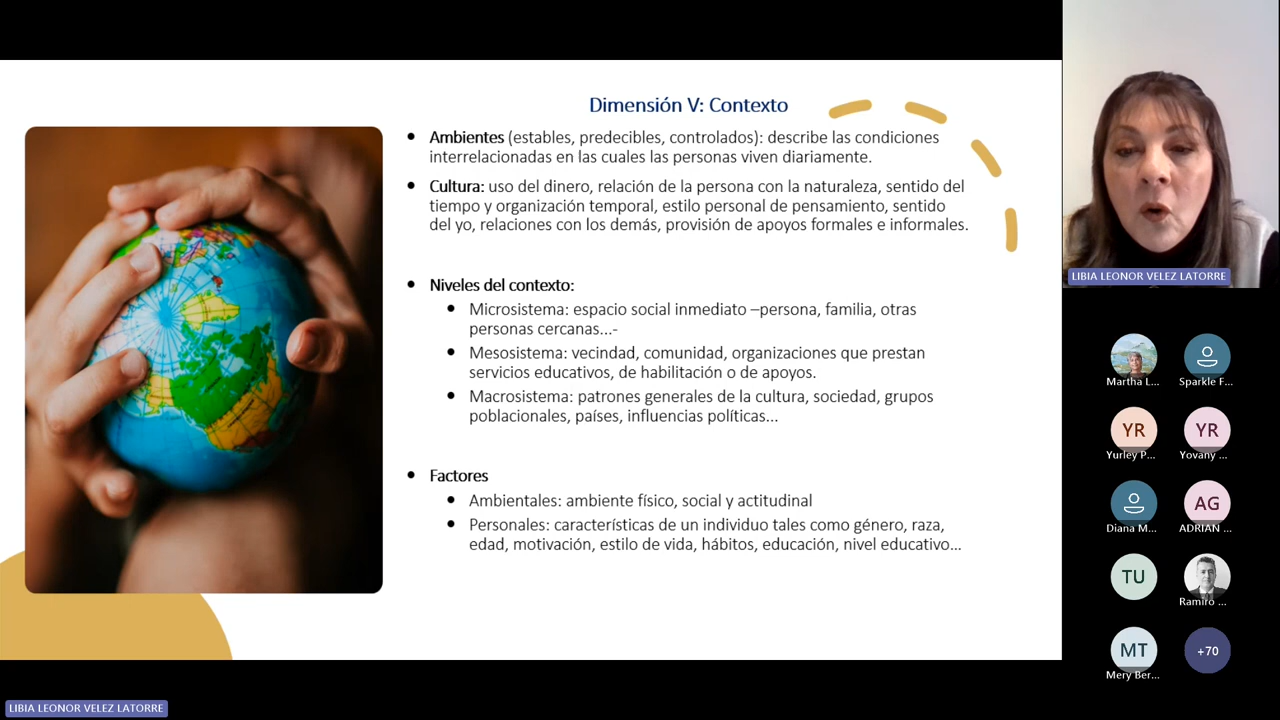 Dimensión V: Contexto
Ambientes (estables, predecibles, controlados): describe las condiciones
interrelacionadas en las cuales las personas viven diariamente.
Cultura: uso del dinero, relación de la persona con la naturaleza, sentido del
tiempo y organización temporal, estilo personal de pensamiento, sentido
del yo, relaciones con los demás, provisión de apoyos formales e informales.
Niveles del contexto:
Microsistema: espacio social inmediato –persona, familia, otras
personas cercanas...-
Mesosistema: vecindad, comunidad, organizaciones que prestan
servicios educativos, de habilitación o de apoyos.
Macrosistema: patrones generales de la cultura, sociedad, grupos
poblacionales, países, influencias políticas...
Factores
Ambientales: ambiente físico, social y actitudinal
Personales: características de un individuo tales como género, raza,
edad, motivación, estilo de vida, hábitos, educación, nivel educativo...
LIBIA LEONOR VELEZ LATORRE
Martha L...
Sparkle F...
YR
Yurley P...
YR
Yovany ...
Diana M...
AG
ADRIAN ...
TU
Ramiro ...
MT
Mery Ber...
+70
LIBIA LEONOR VELEZ LATORRE